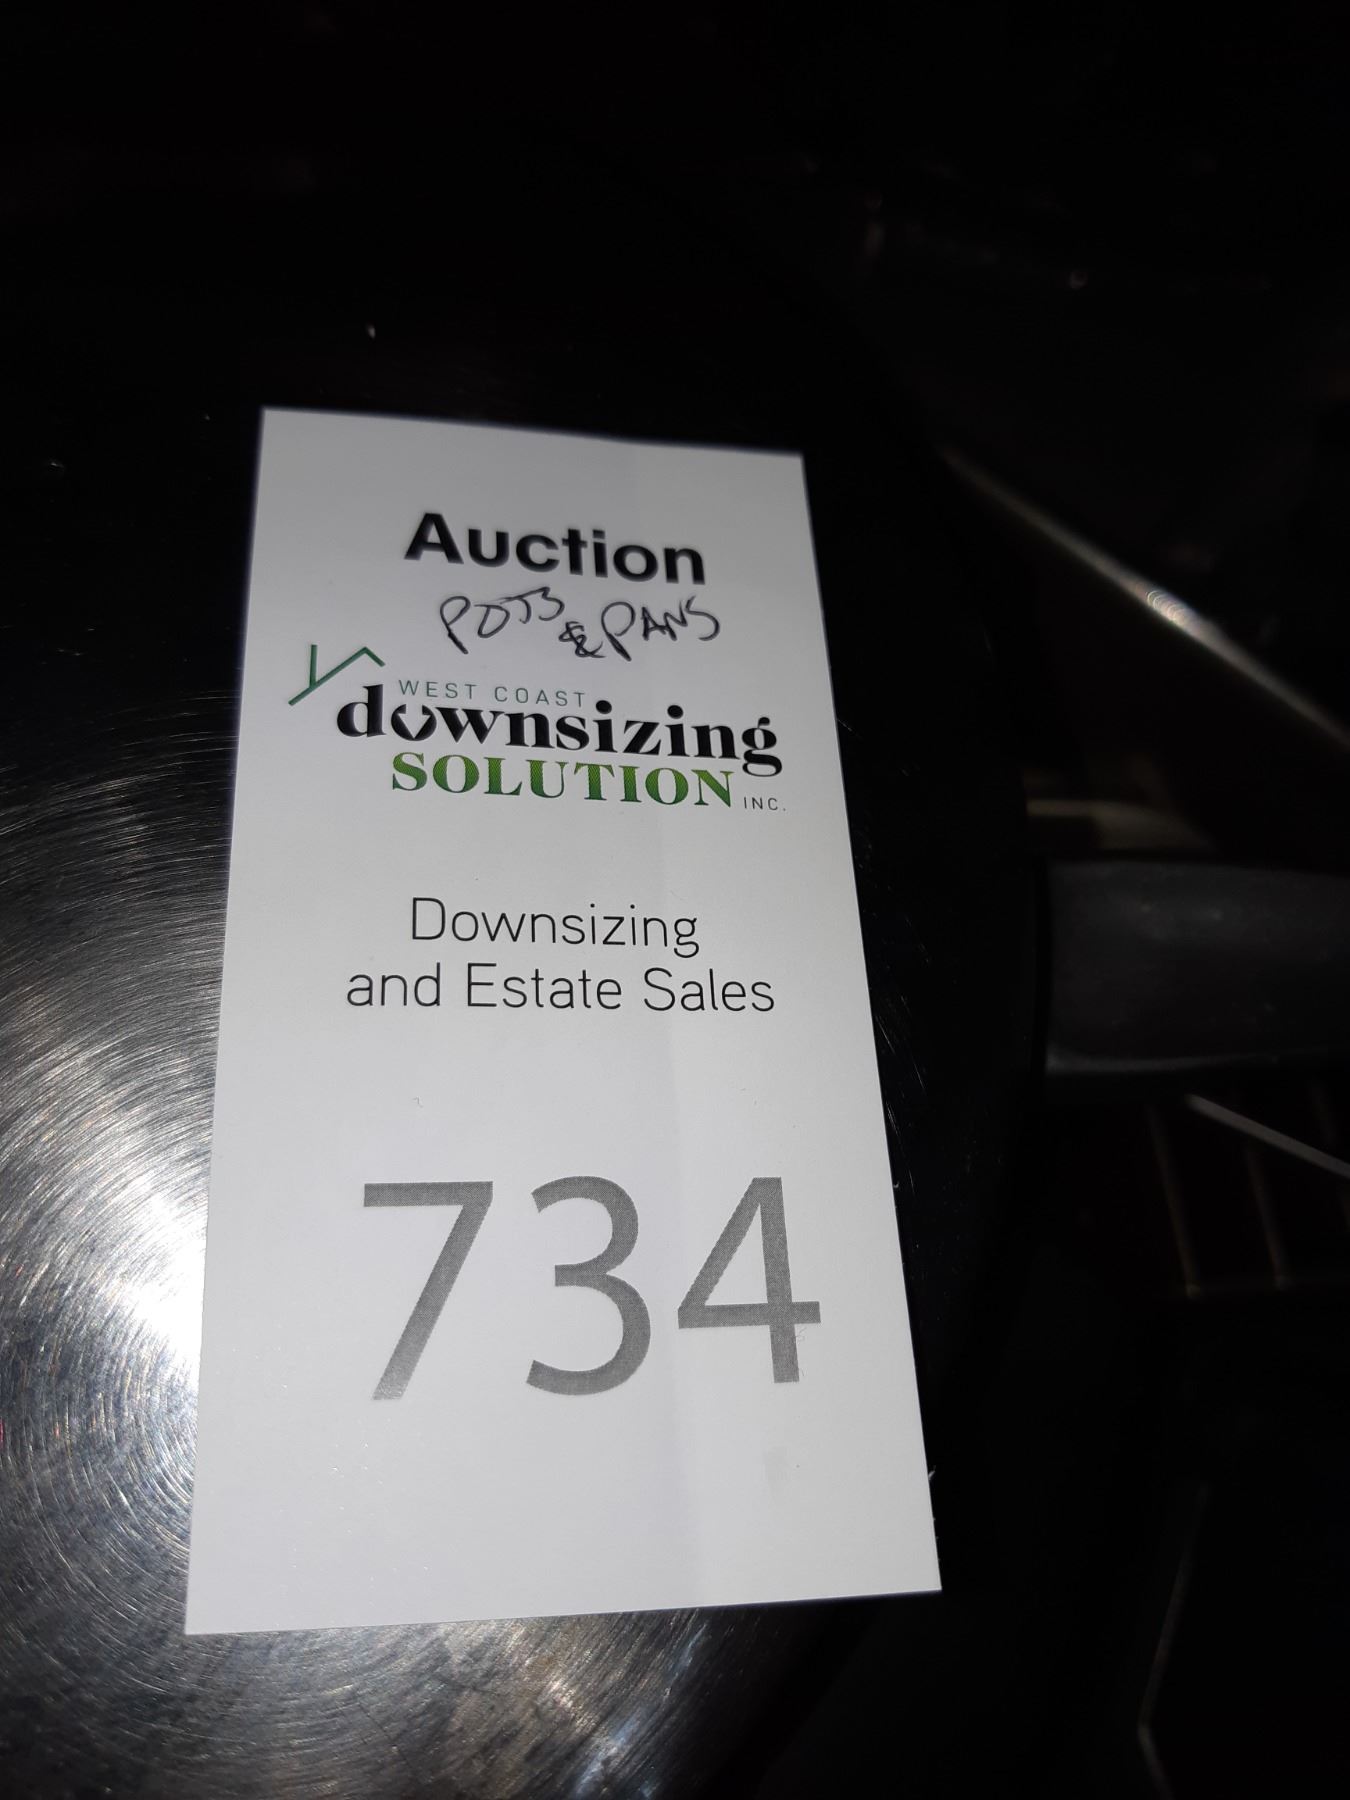 Auction
POTS & PANS
WEST COAST
downsizing
SOLUTION INC.
Downsizing
and Estate Sales
734